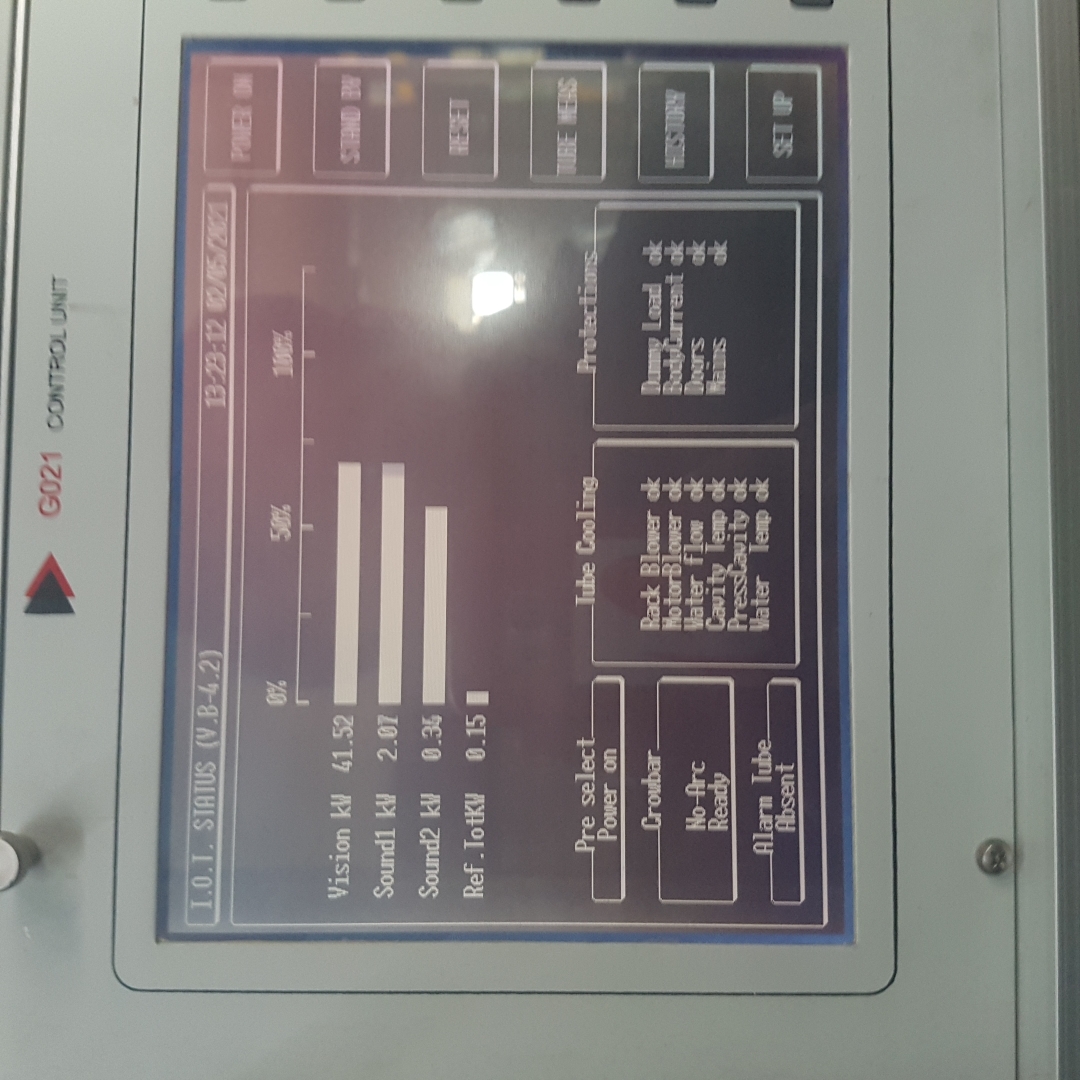 G021 CONTROL UNIT
I.O.T. STATUS (V.B-4.2) 13:23:12 02/05/2021
POWER ON
0% 50% 100%
Vision kW 41.52
STAND BY
Sound1 kW 2.07
Sound2 kW 0.34
RESET
Ref.TotKW 0.15
TUBE MEAS
Pre select
Power on
Crowbar
No-Arc
Ready
Alarm Tube
Absent
Tube Cooling
Rack Blower ok
MotorBlower ok
Water flow ok
Cavity Temp ok
PressCavity ok
Water Temp ok
Protections
Dummy Load ok
BodyCurrent ok
Doors ok
Mains ok
HISTORY
SET UP